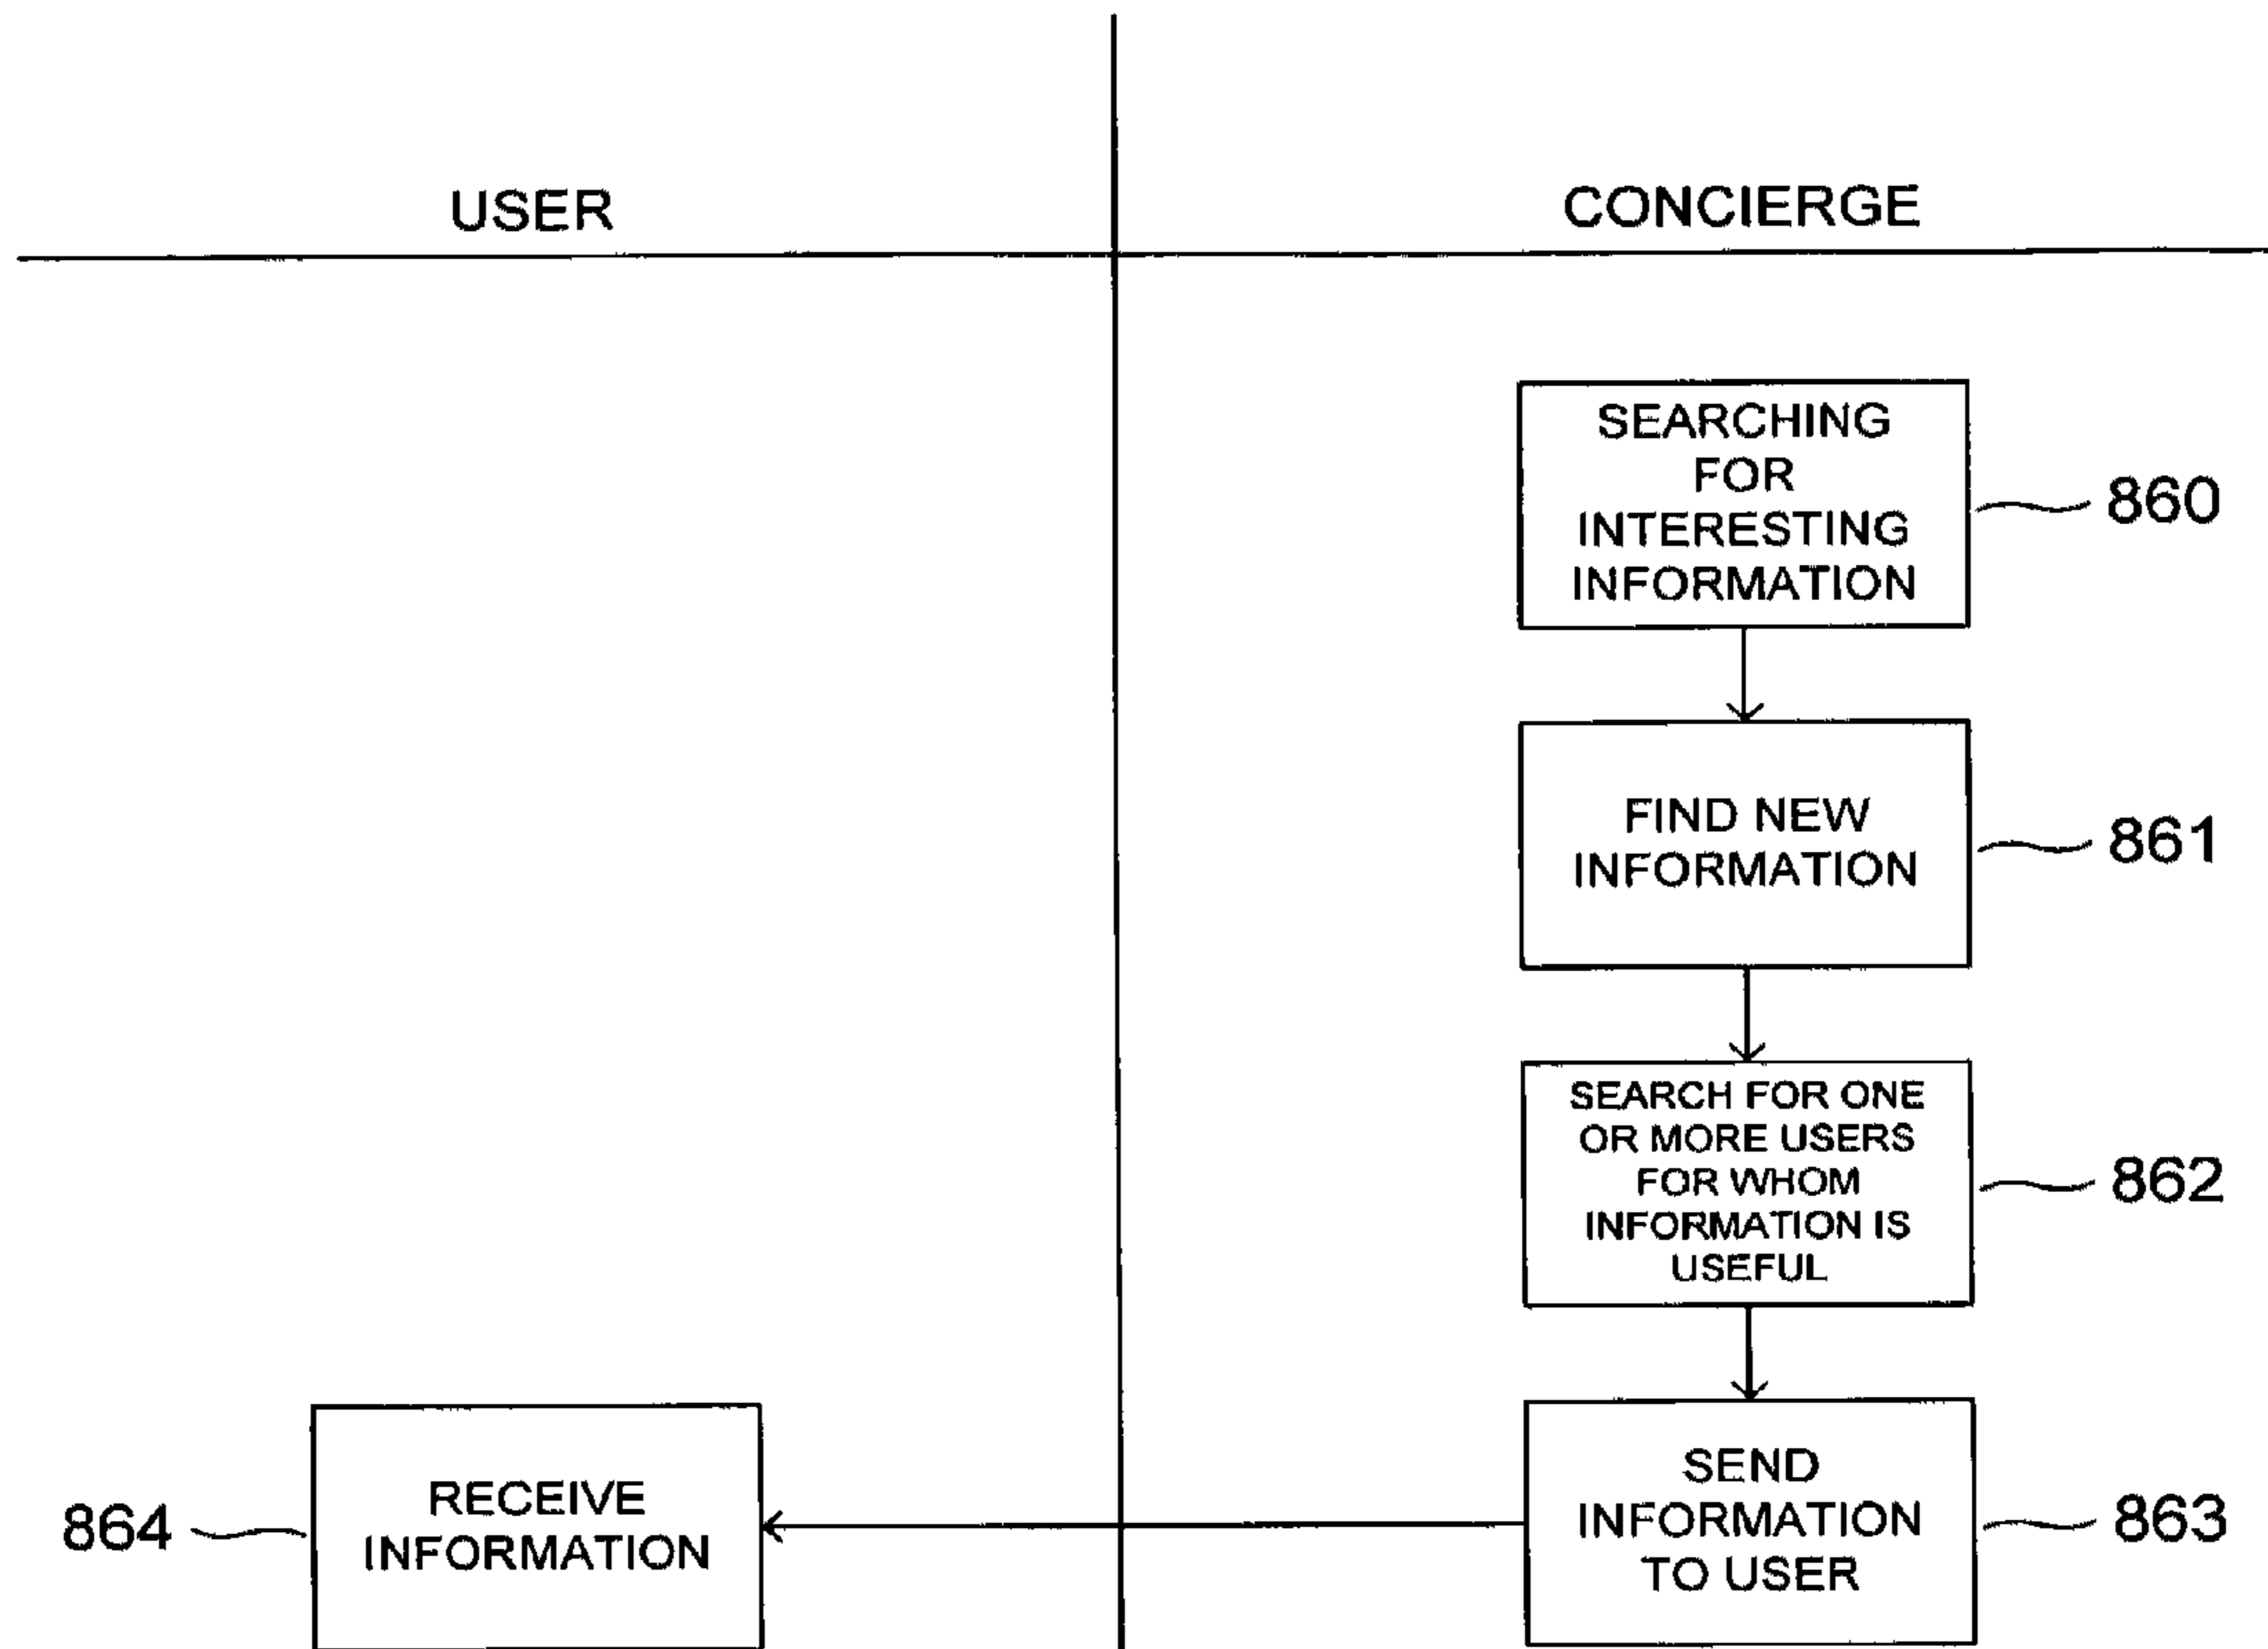 USER
CONCIERGE
SEARCHING
FOR
INTERESTING
INFORMATION
860
FIND NEW
INFORMATION
861
SEARCH FOR ONE
OR MORE USERS
FOR WHOM
INFORMATION IS
USEFUL
862
SEND
INFORMATION
TO USER
863
RECEIVE
INFORMATION
864